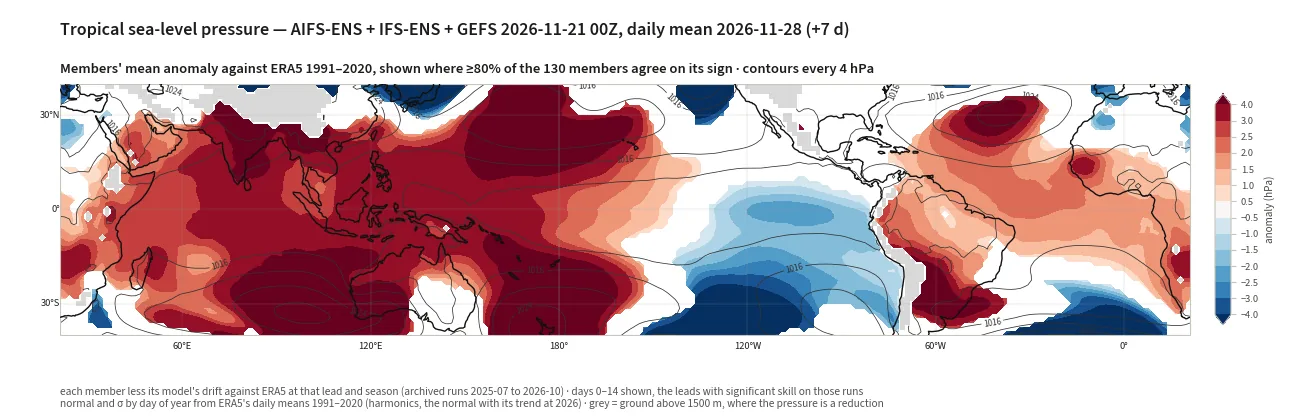 Tropical sea-level pressure — AIFS-ENS + IFS-ENS + GEFS 2026-11-21 00Z, daily mean 2026-11-28 (+7 d)
Members' mean anomaly against ERA5 1991–2020, shown where ≥80% of the 130 members agree on its sign · contours every 4 hPa
1024
1016
1016
1016
1016
1016
30°N
0°
30°S
1016
1016
1016
1016
1016
60°E
120°E
180°
120°W
60°W
0°
4.0
3.0
2.5
2.0
1.5
1.0
0.5
−0.5
−1.0
−1.5
−2.0
−2.5
−3.0
−4.0
anomaly (hPa)
each member less its model's drift against ERA5 at that lead and season (archived runs 2025-07 to 2026-10) · days 0–14 shown, the leads with significant skill on those runs
normal and σ by day of year from ERA5's daily means 1991–2020 (harmonics, the normal with its trend at 2026) · grey = ground above 1500 m, where the pressure is a reduction